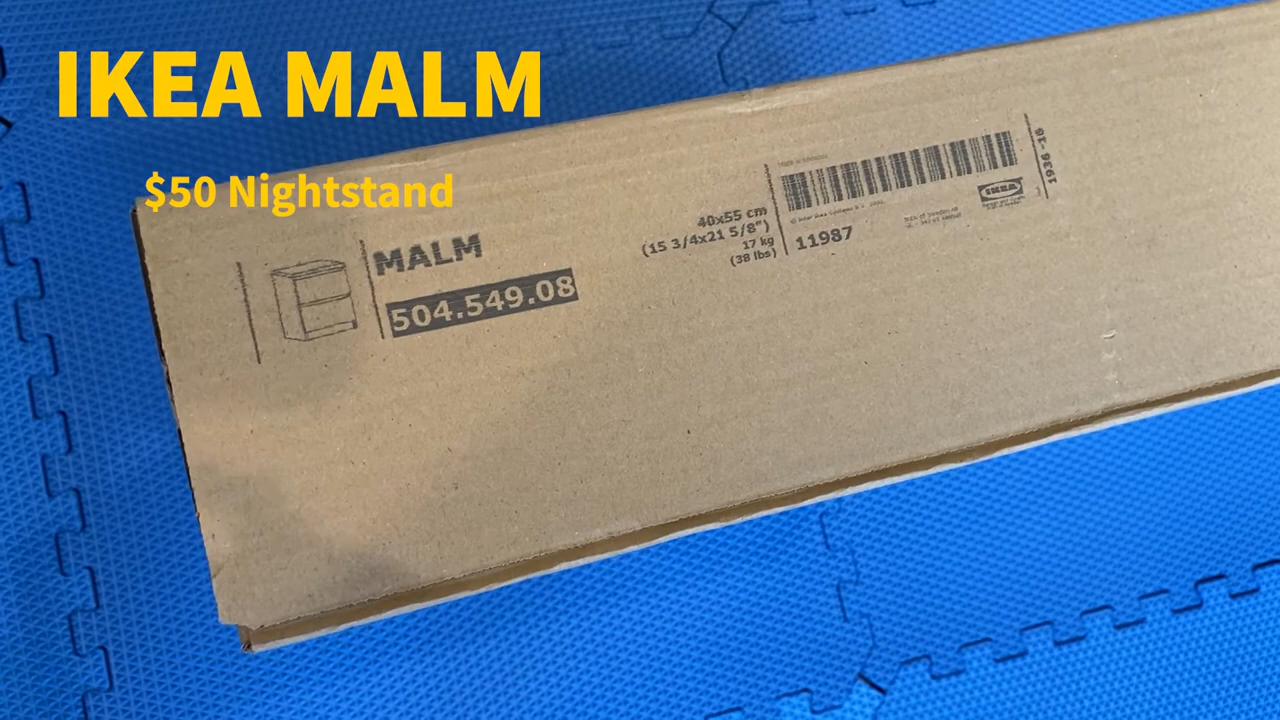 IKEA MALM
$50 Nightstand
MALM
504.549.08
40x55 cm
(15 3/4x21 5/8")
17 kg
(38 lbs)
11987
IKEA
1936 -16